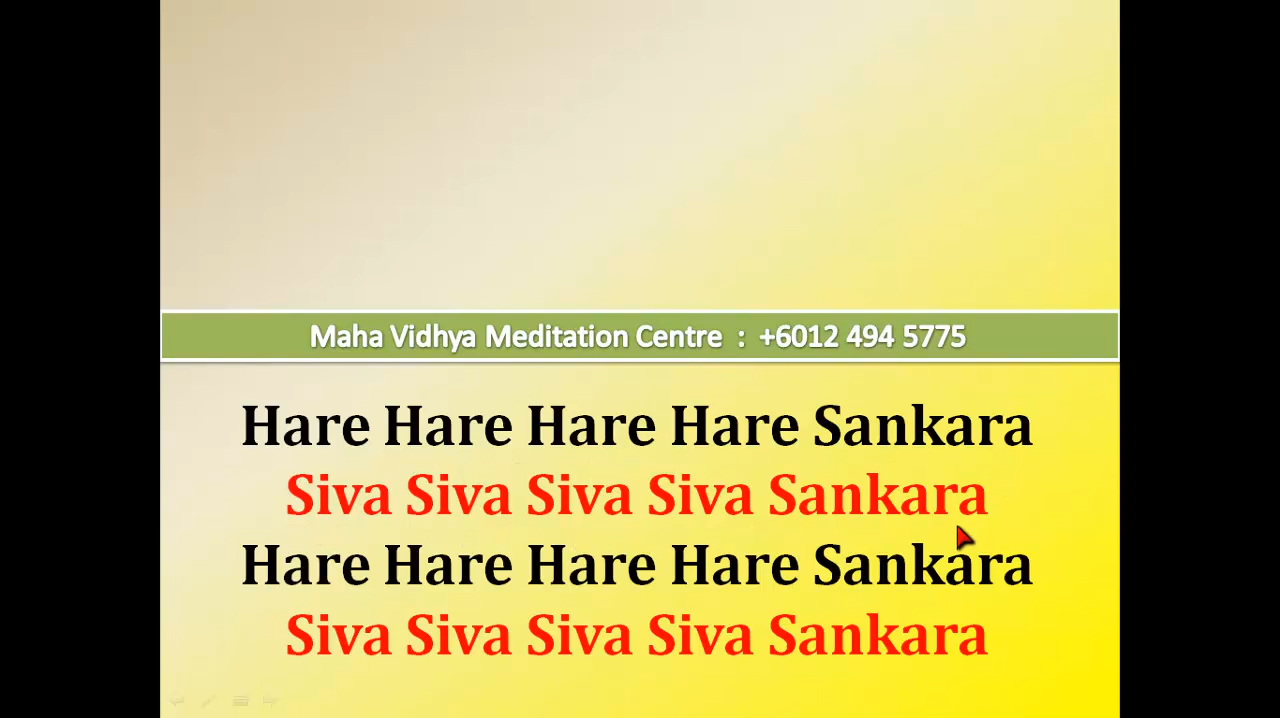 Maha Vidhya Meditation Centre : +6012 494 5775
Hare Hare Hare Hare Sankara
Siva Siva Siva Siva Sankara
Hare Hare Hare Hare Sankara
Siva Siva Siva Siva Sankara